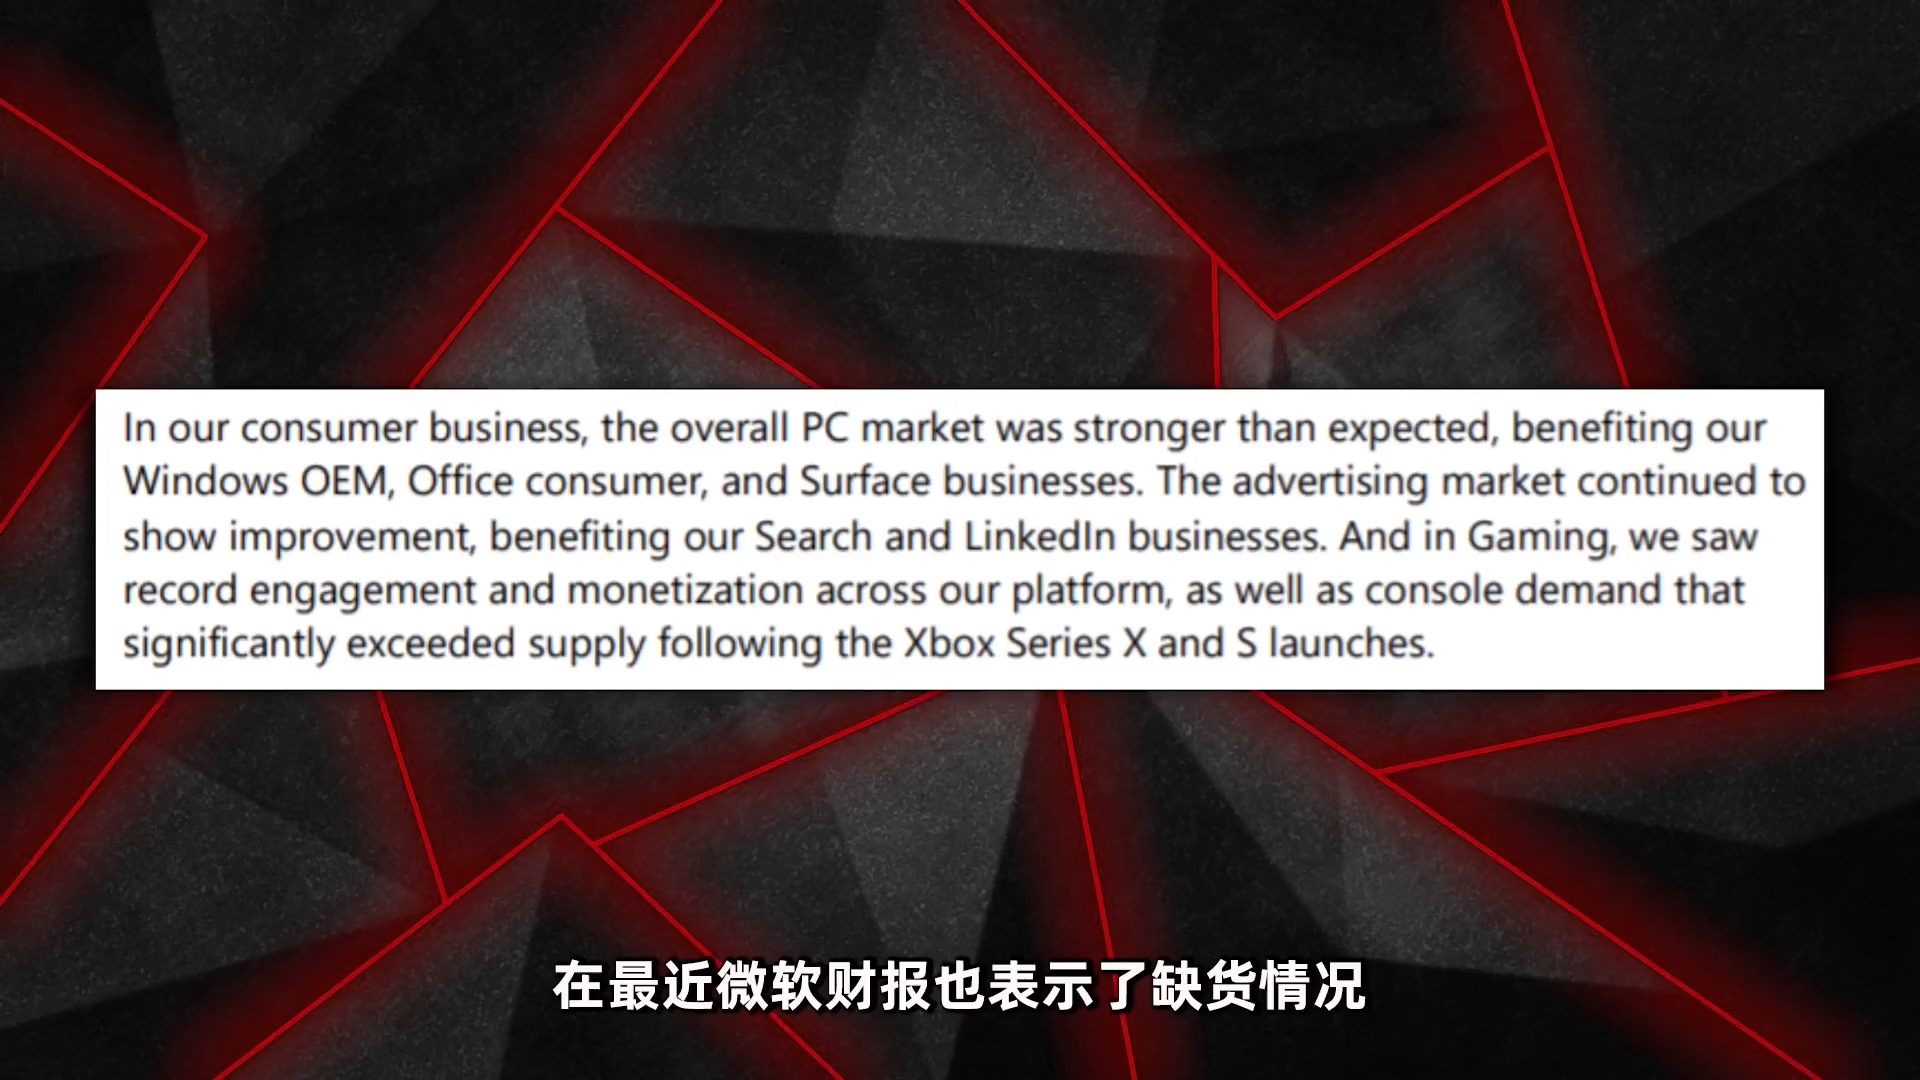 In our consumer business, the overall PC market was stronger than expected, benefiting our
Windows OEM, Office consumer, and Surface businesses. The advertising market continued to
show improvement, benefiting our Search and LinkedIn businesses. And in Gaming, we saw
record engagement and monetization across our platform, as well as console demand that
significantly exceeded supply following the Xbox Series X and S launches.
在最近微软财报也表示了缺货情况